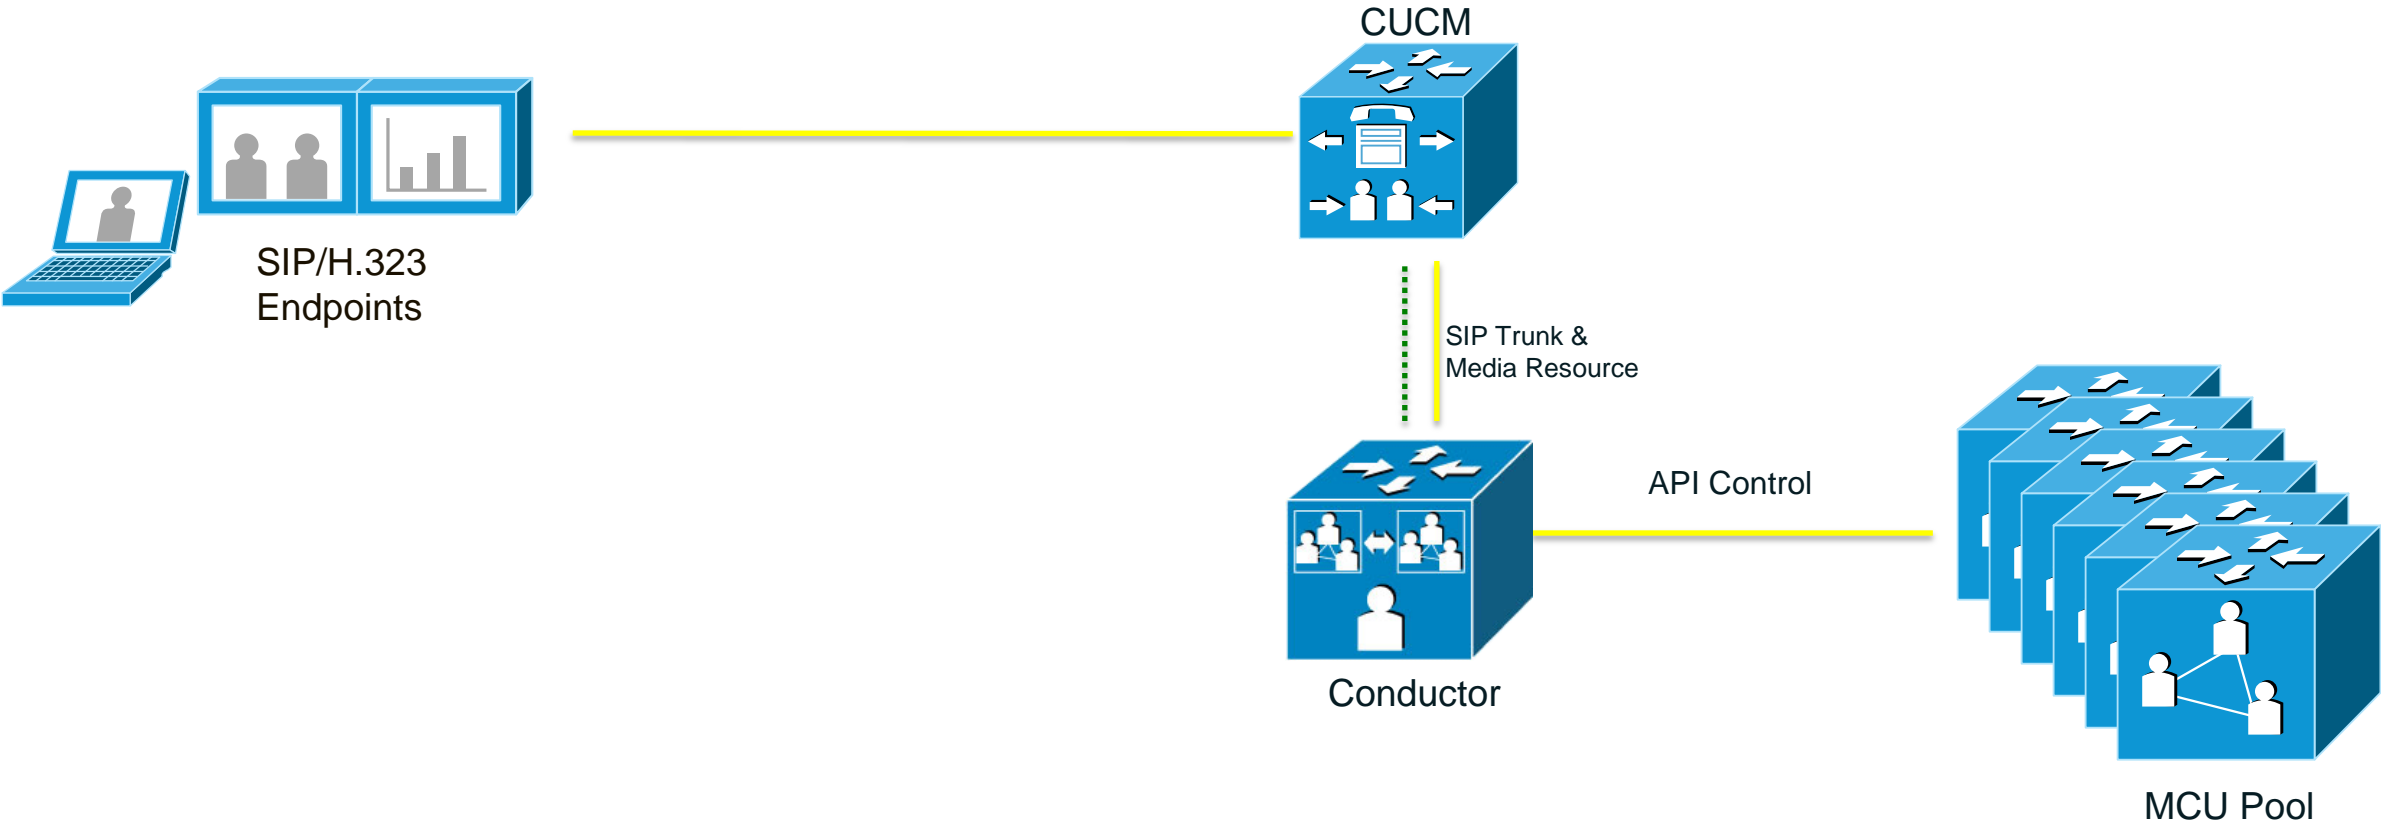 CUCM
SIP/H.323
Endpoints
SIP Trunk &
Media Resource
API Control
Conductor
MCU Pool